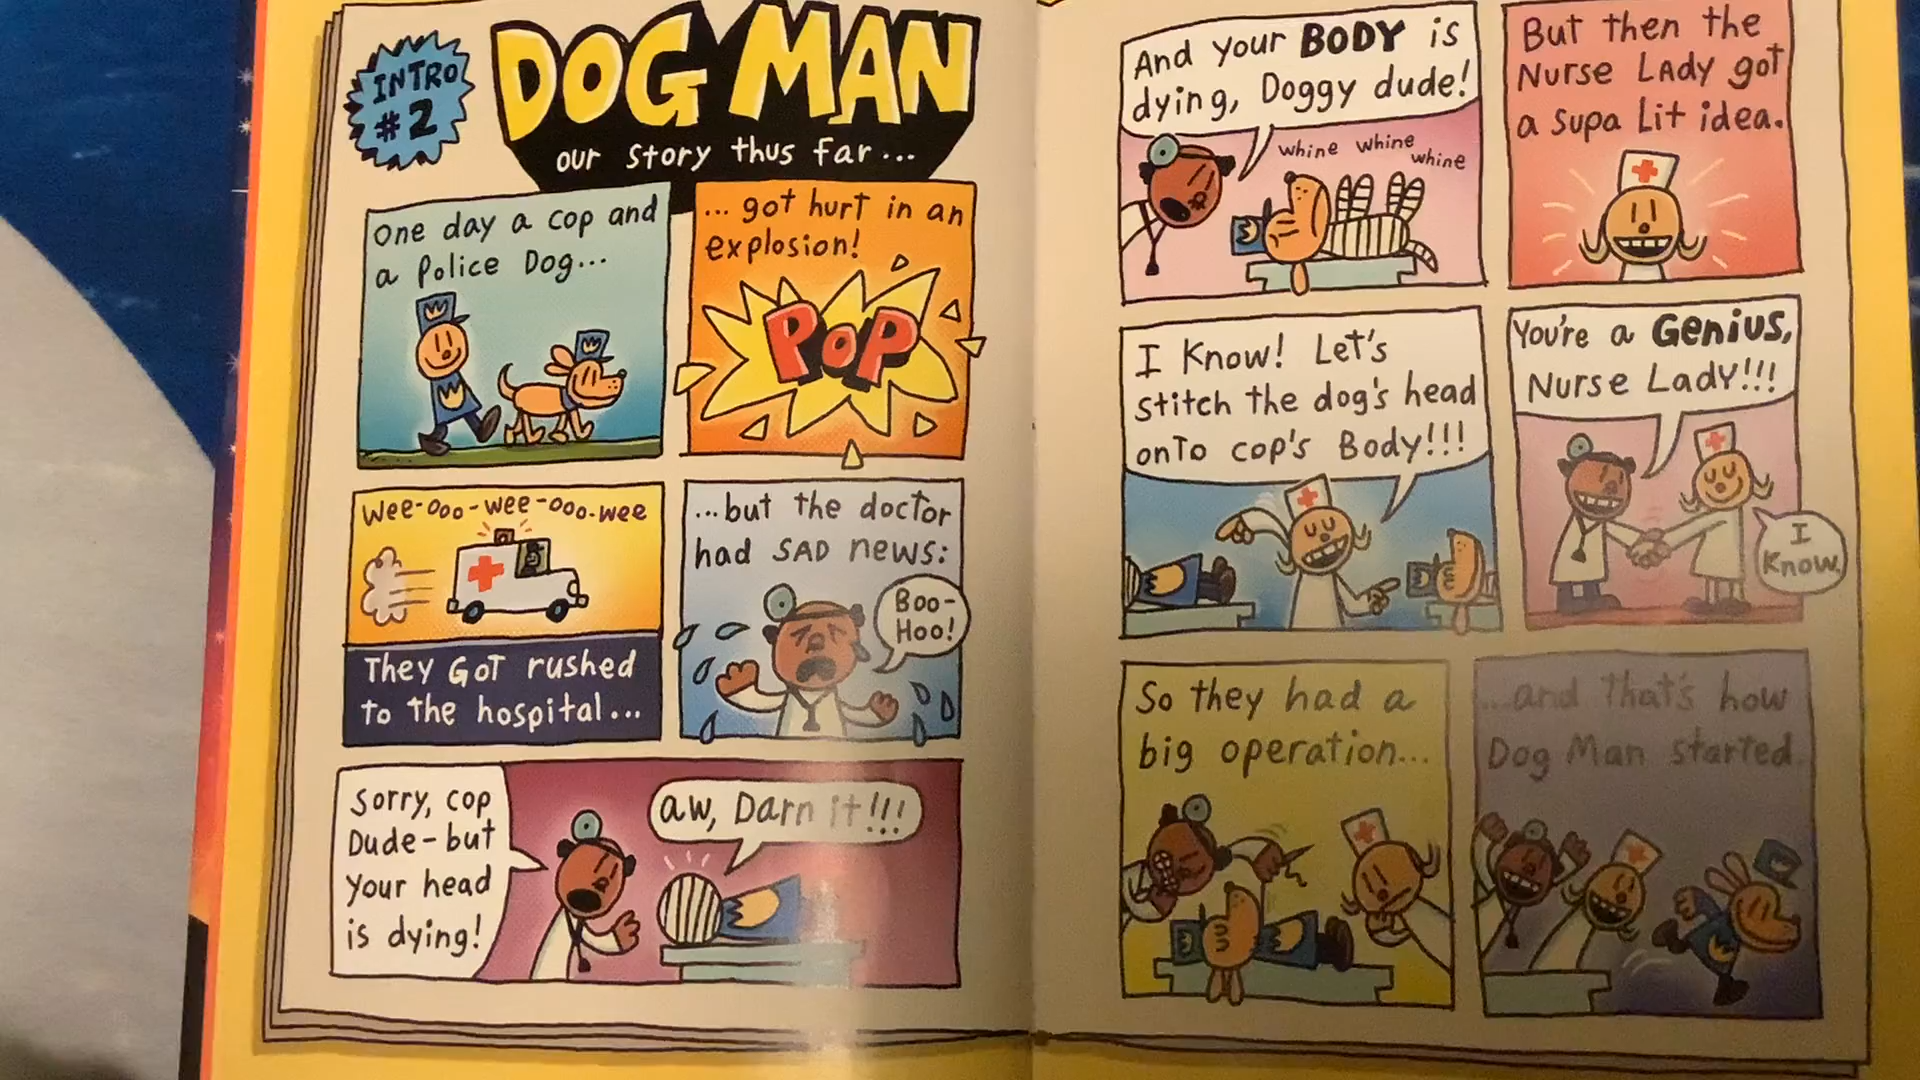 INTRO
#2
DOG MAN
our story thus far...
One day a cop and
a Police Dog...
... got hurt in an
explosion!
POP
Wee-ooo-wee-ooo-wee
They GOT rushed
to the hospital...
...but the doctor
had SAD news:
Boo-
Hoo!
Sorry, cop
Dude-but
your head
is dying!
aw, Darn it!!!
And your BODY is
dying, Doggy dude!
whine whine
whine
But then the
Nurse Lady got
a supa Lit idea.
I Know! Let's
stitch the dog's head
onto cop's Body!!!
You're a Genius,
Nurse Lady!!!
I
Know.
So they had a
big operation...
...and that's how
Dog Man started.